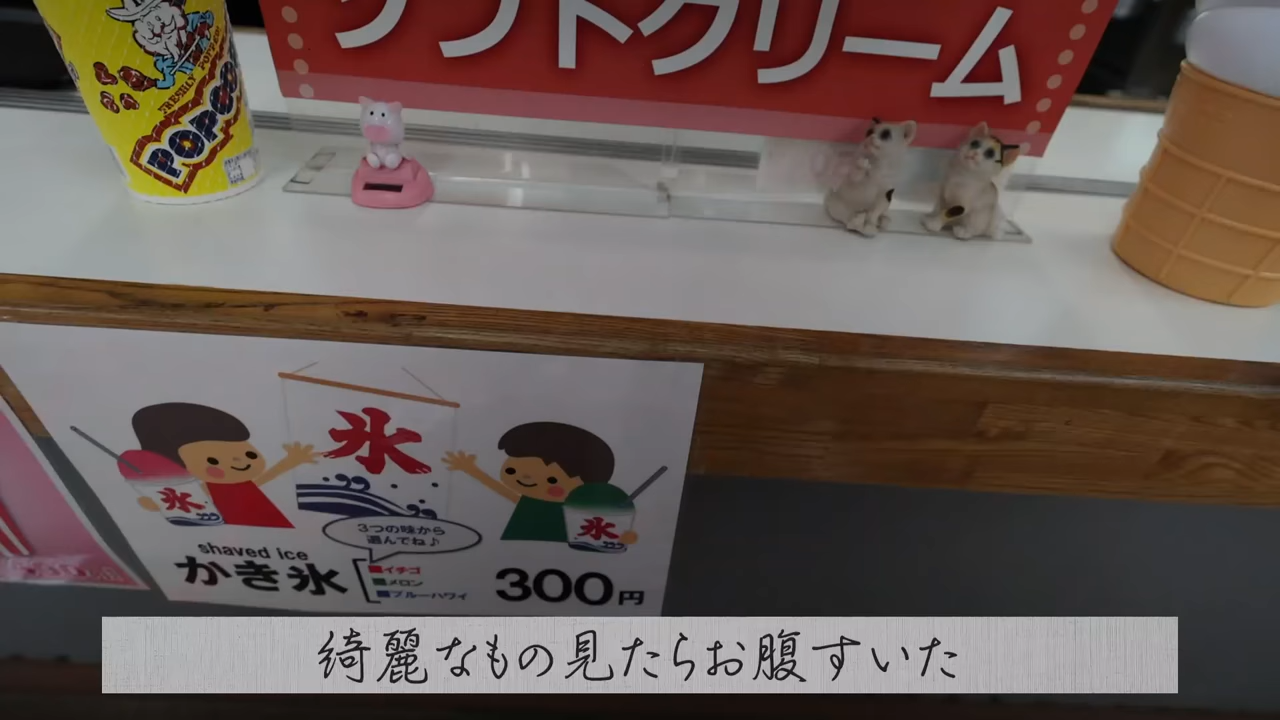 ソフトクリーム
FRESHLY POPPED
POPCO
氷
氷
氷
3つの味から
選んでね♪
shaved ice
かき氷
イチゴ
メロン
ブルーハワイ
300円
綺麗なもの見たらお腹すいた